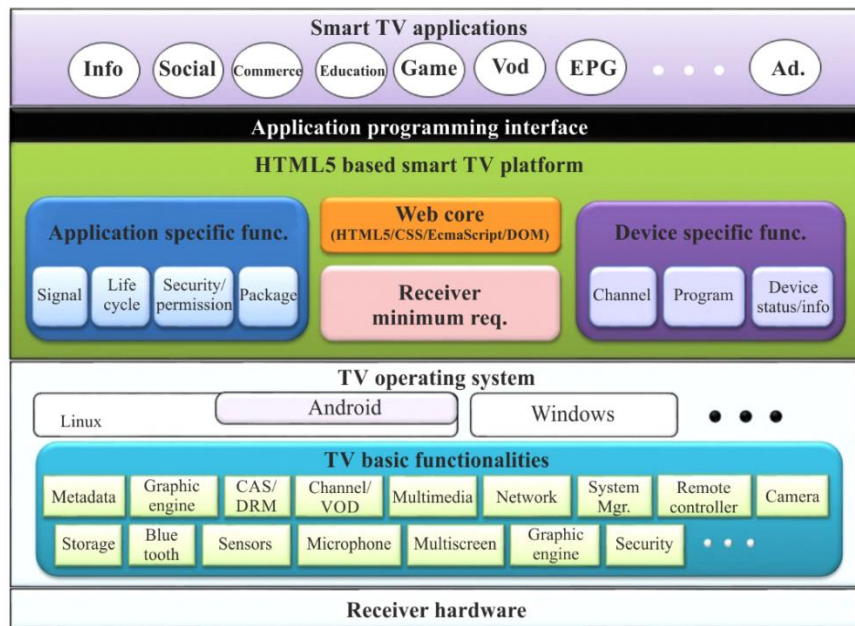 Smart TV applications
Info Social Commerce Education Game Vod EPG Ad.
Application programming interface
HTML5 based smart TV platform
Application specific func.
Signal
Life
cycle
Security/
permission
Package
Web core
(HTML5/CSS/EcmaScript/DOM)
Receiver
minimum req.
Device specific func.
Channel
Program
Device
status/info
TV operating system
Linux
Android
Windows
TV basic functionalities
Metadata
Graphic
engine
CAS/
DRM
Channel/
VOD
Multimedia
Network
System
Mgr.
Remote
controller
Camera
Storage
Blue
tooth
Sensors
Microphone
Multiscreen
Graphic
engine
Security
Receiver hardware